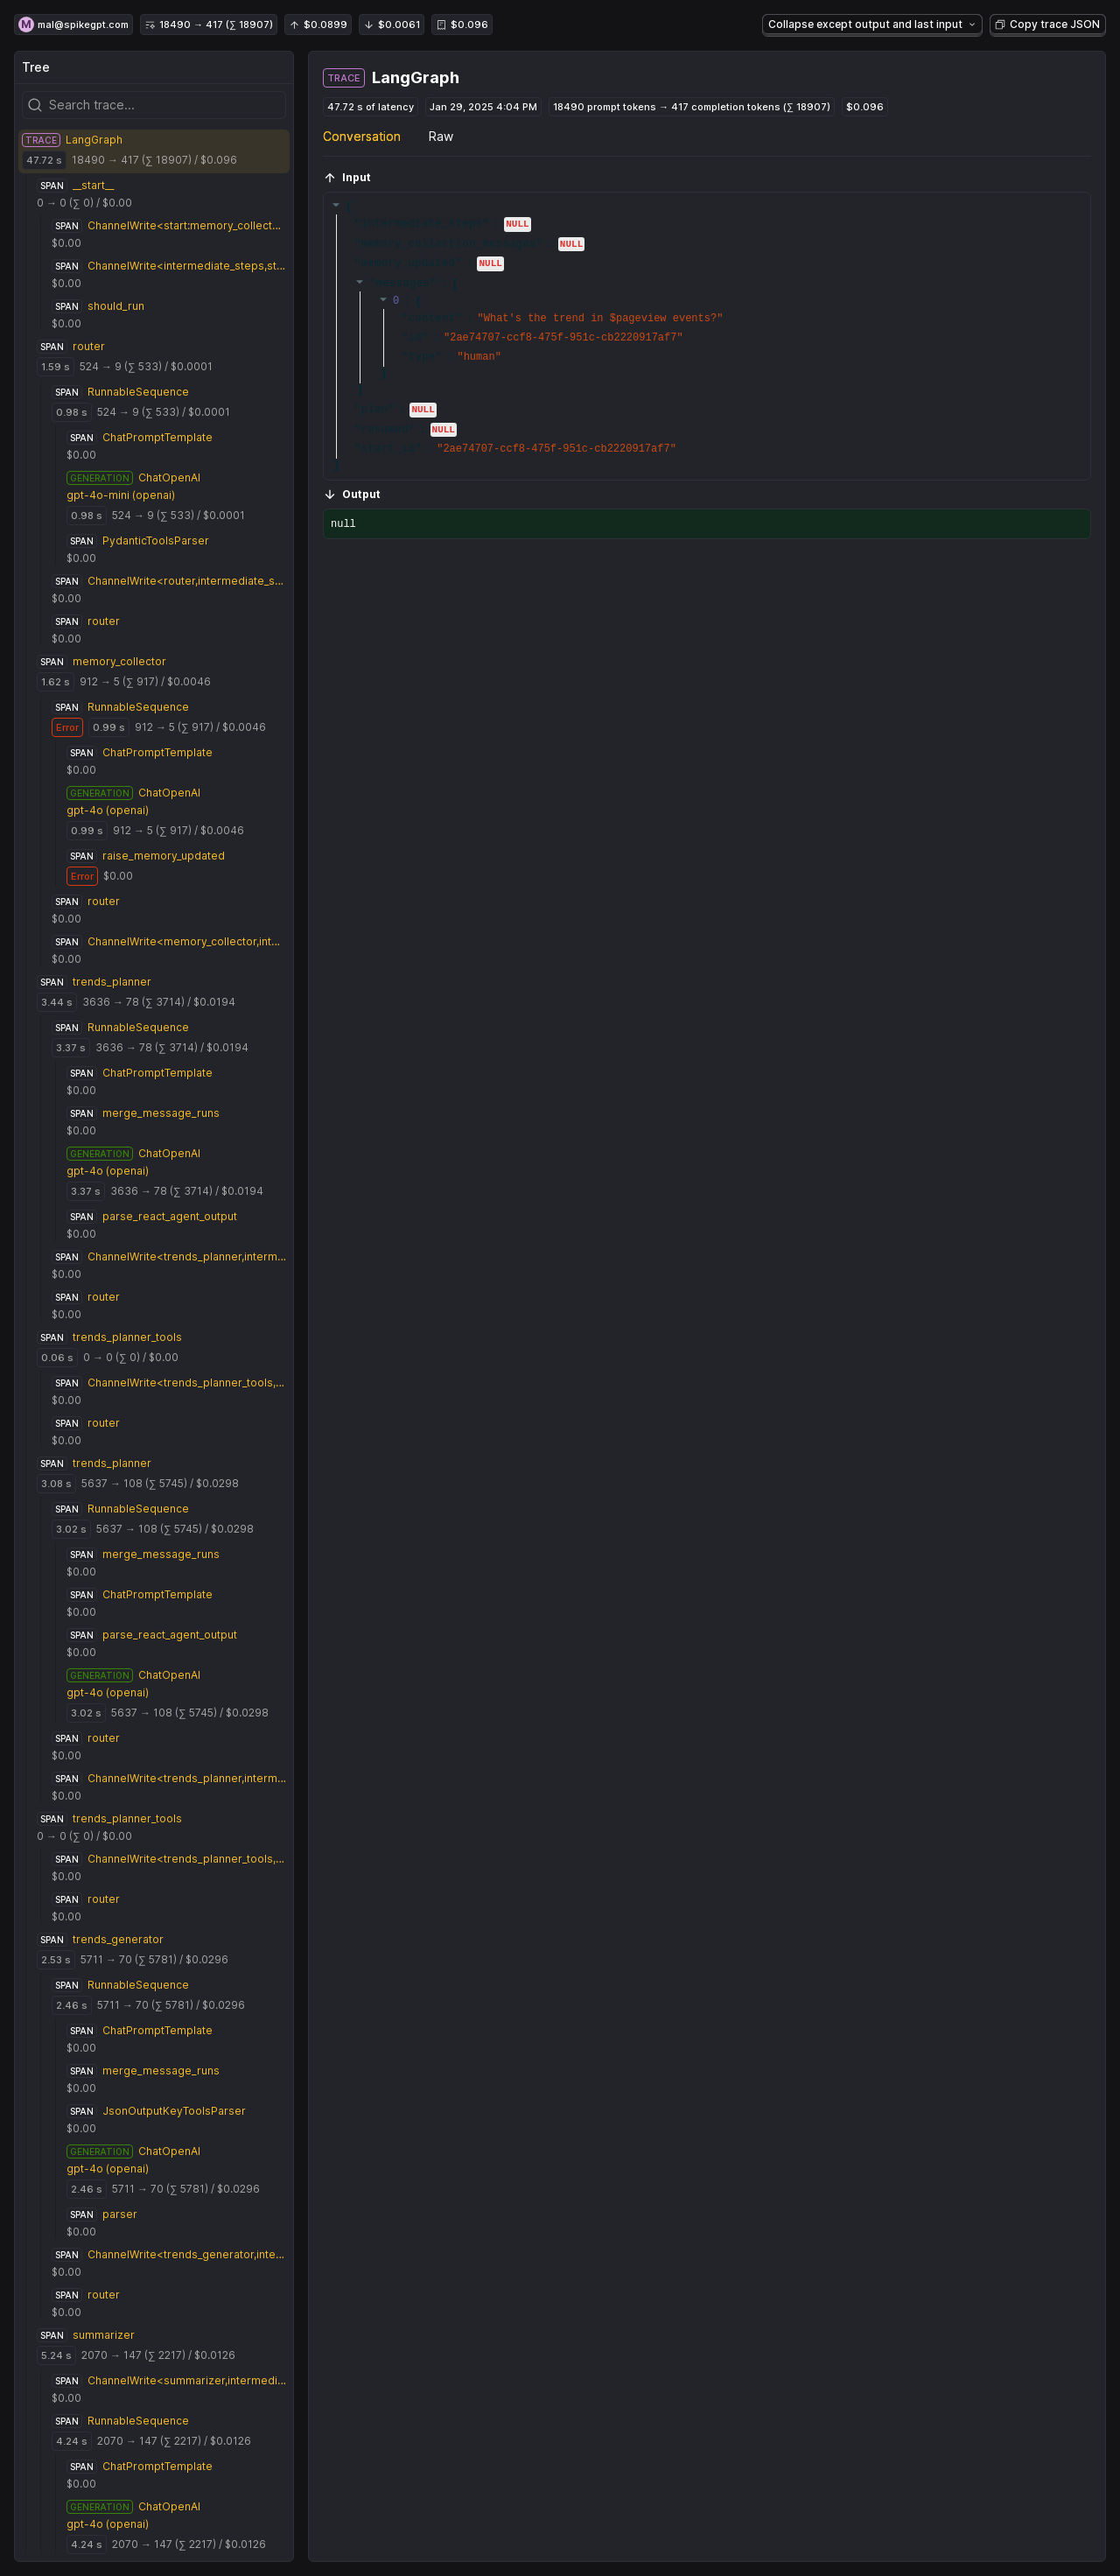 M mal@spikegpt.com 18490 → 417 (∑ 18907) ↑ $0.0899 ↓ $0.0061 $0.096 Collapse except output and last input Copy trace JSON
Tree
Search trace...
TRACE LangGraph
47.72 s 18490 → 417 (∑ 18907) / $0.096
SPAN __start__
0 → 0 (∑ 0) / $0.00
SPAN ChannelWrite<start:memory_collect...
$0.00
SPAN ChannelWrite<intermediate_steps,st...
$0.00
SPAN should_run
$0.00
SPAN router
1.59 s 524 → 9 (∑ 533) / $0.0001
SPAN RunnableSequence
0.98 s 524 → 9 (∑ 533) / $0.0001
SPAN ChatPromptTemplate
$0.00
GENERATION ChatOpenAI
gpt-4o-mini (openai)
0.98 s 524 → 9 (∑ 533) / $0.0001
SPAN PydanticToolsParser
$0.00
SPAN ChannelWrite<router,intermediate_s...
$0.00
SPAN router
$0.00
SPAN memory_collector
1.62 s 912 → 5 (∑ 917) / $0.0046
SPAN RunnableSequence
Error 0.99 s 912 → 5 (∑ 917) / $0.0046
SPAN ChatPromptTemplate
$0.00
GENERATION ChatOpenAI
gpt-4o (openai)
0.99 s 912 → 5 (∑ 917) / $0.0046
SPAN raise_memory_updated
Error $0.00
SPAN router
$0.00
SPAN ChannelWrite<memory_collector,int...
$0.00
SPAN trends_planner
3.44 s 3636 → 78 (∑ 3714) / $0.0194
SPAN RunnableSequence
3.37 s 3636 → 78 (∑ 3714) / $0.0194
SPAN ChatPromptTemplate
$0.00
SPAN merge_message_runs
$0.00
GENERATION ChatOpenAI
gpt-4o (openai)
3.37 s 3636 → 78 (∑ 3714) / $0.0194
SPAN parse_react_agent_output
$0.00
SPAN ChannelWrite<trends_planner,interm...
$0.00
SPAN router
$0.00
SPAN trends_planner_tools
0.06 s 0 → 0 (∑ 0) / $0.00
SPAN ChannelWrite<trends_planner_tools,...
$0.00
SPAN router
$0.00
SPAN trends_planner
3.08 s 5637 → 108 (∑ 5745) / $0.0298
SPAN RunnableSequence
3.02 s 5637 → 108 (∑ 5745) / $0.0298
SPAN merge_message_runs
$0.00
SPAN ChatPromptTemplate
$0.00
SPAN parse_react_agent_output
$0.00
GENERATION ChatOpenAI
gpt-4o (openai)
3.02 s 5637 → 108 (∑ 5745) / $0.0298
SPAN router
$0.00
SPAN ChannelWrite<trends_planner,interm...
$0.00
SPAN trends_planner_tools
0 → 0 (∑ 0) / $0.00
SPAN ChannelWrite<trends_planner_tools,...
$0.00
SPAN router
$0.00
SPAN trends_generator
2.53 s 5711 → 70 (∑ 5781) / $0.0296
SPAN RunnableSequence
2.46 s 5711 → 70 (∑ 5781) / $0.0296
SPAN ChatPromptTemplate
$0.00
SPAN merge_message_runs
$0.00
SPAN JsonOutputKeyToolsParser
$0.00
GENERATION ChatOpenAI
gpt-4o (openai)
2.46 s 5711 → 70 (∑ 5781) / $0.0296
SPAN parser
$0.00
SPAN ChannelWrite<trends_generator,inte...
$0.00
SPAN router
$0.00
SPAN summarizer
5.24 s 2070 → 147 (∑ 2217) / $0.0126
SPAN ChannelWrite<summarizer,intermedi...
$0.00
SPAN RunnableSequence
4.24 s 2070 → 147 (∑ 2217) / $0.0126
SPAN ChatPromptTemplate
$0.00
GENERATION ChatOpenAI
gpt-4o (openai)
4.24 s 2070 → 147 (∑ 2217) / $0.0126
TRACE LangGraph
47.72 s of latency Jan 29, 2025 4:04 PM 18490 prompt tokens → 417 completion tokens (∑ 18907) $0.096
Conversation Raw
↑ Input
NULL
NULL
NULL
0
"What's the trend in $pageview events?"
"2ae74707-ccf8-475f-951c-cb2220917af7"
"human"
NULL
NULL
"2ae74707-ccf8-475f-951c-cb2220917af7"
↓ Output
null